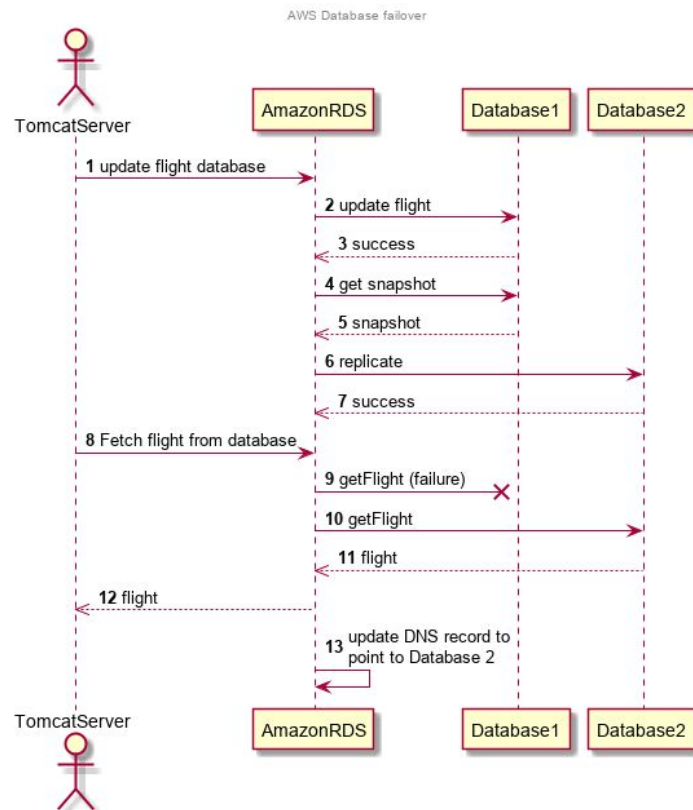 AWS Database failover
TomcatServer
AmazonRDS
Database1
Database2
1 update flight database
2 update flight
3 success
4 get snapshot
5 snapshot
6 replicate
7 success
8 Fetch flight from database
9 getFlight (failure)
10 getFlight
11 flight
12 flight
13 update DNS record to
point to Database 2
TomcatServer
AmazonRDS
Database1
Database2